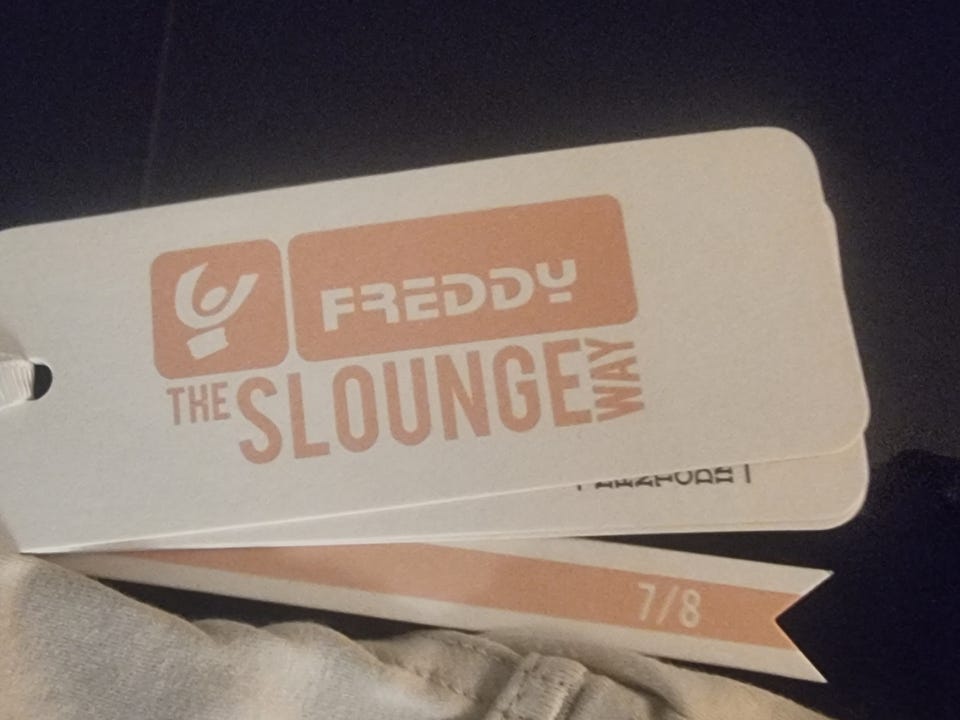 FREDDY
THE SLOUNGE WAY
7/8